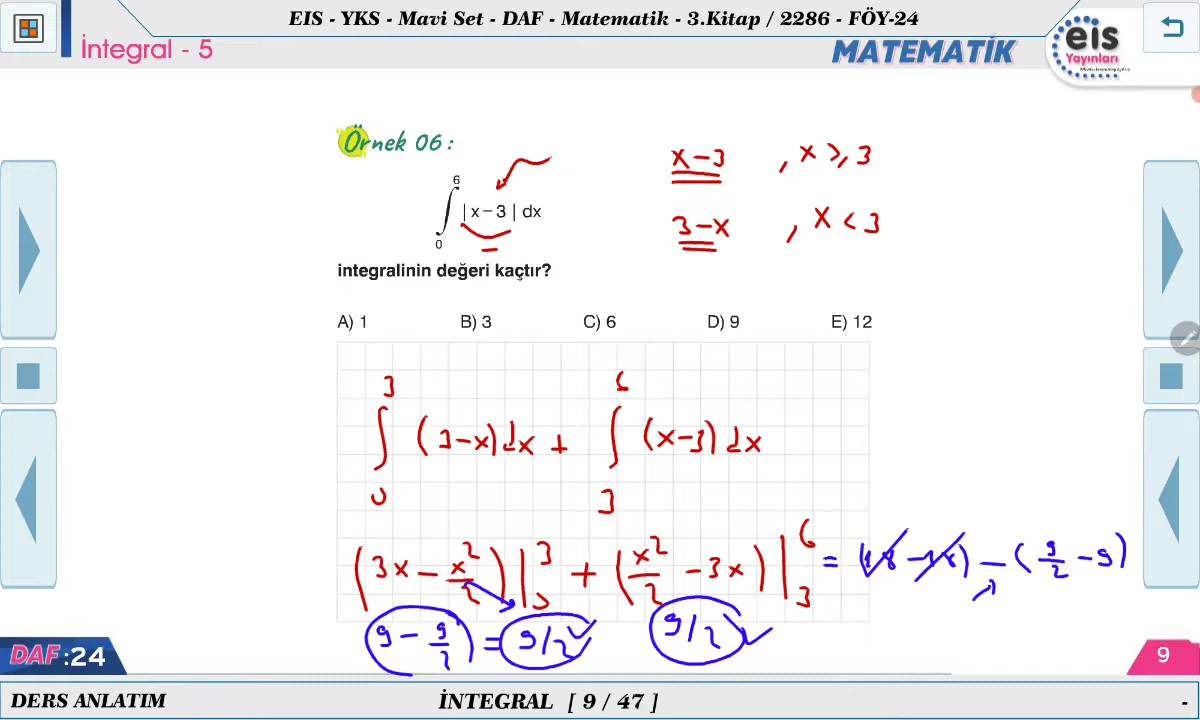 EIS - YKS - Mavi Set - DAF - Matematik - 3.Kitap / 2286 - FÖY-24
İntegral - 5
MATEMATİK
eis
Yayınları
Örnek 06 :
x-3 , x ⩾ 3
6
∫ | x – 3 | dx
0
3-x , x < 3
integralinin değeri kaçtır?
A) 1 B) 3 C) 6 D) 9 E) 12
3 6
∫ (3-x) dx + ∫ (x-3) dx
0 3
(3x - x²/2) |₀³ + (x²/2 - 3x) |₃⁶ = (18-18) - (9/2 - 9)
9 - 9/2 = 9/2 9/2
DAF :24
9
DERS ANLATIM
İNTEGRAL [ 9 / 47 ]
-